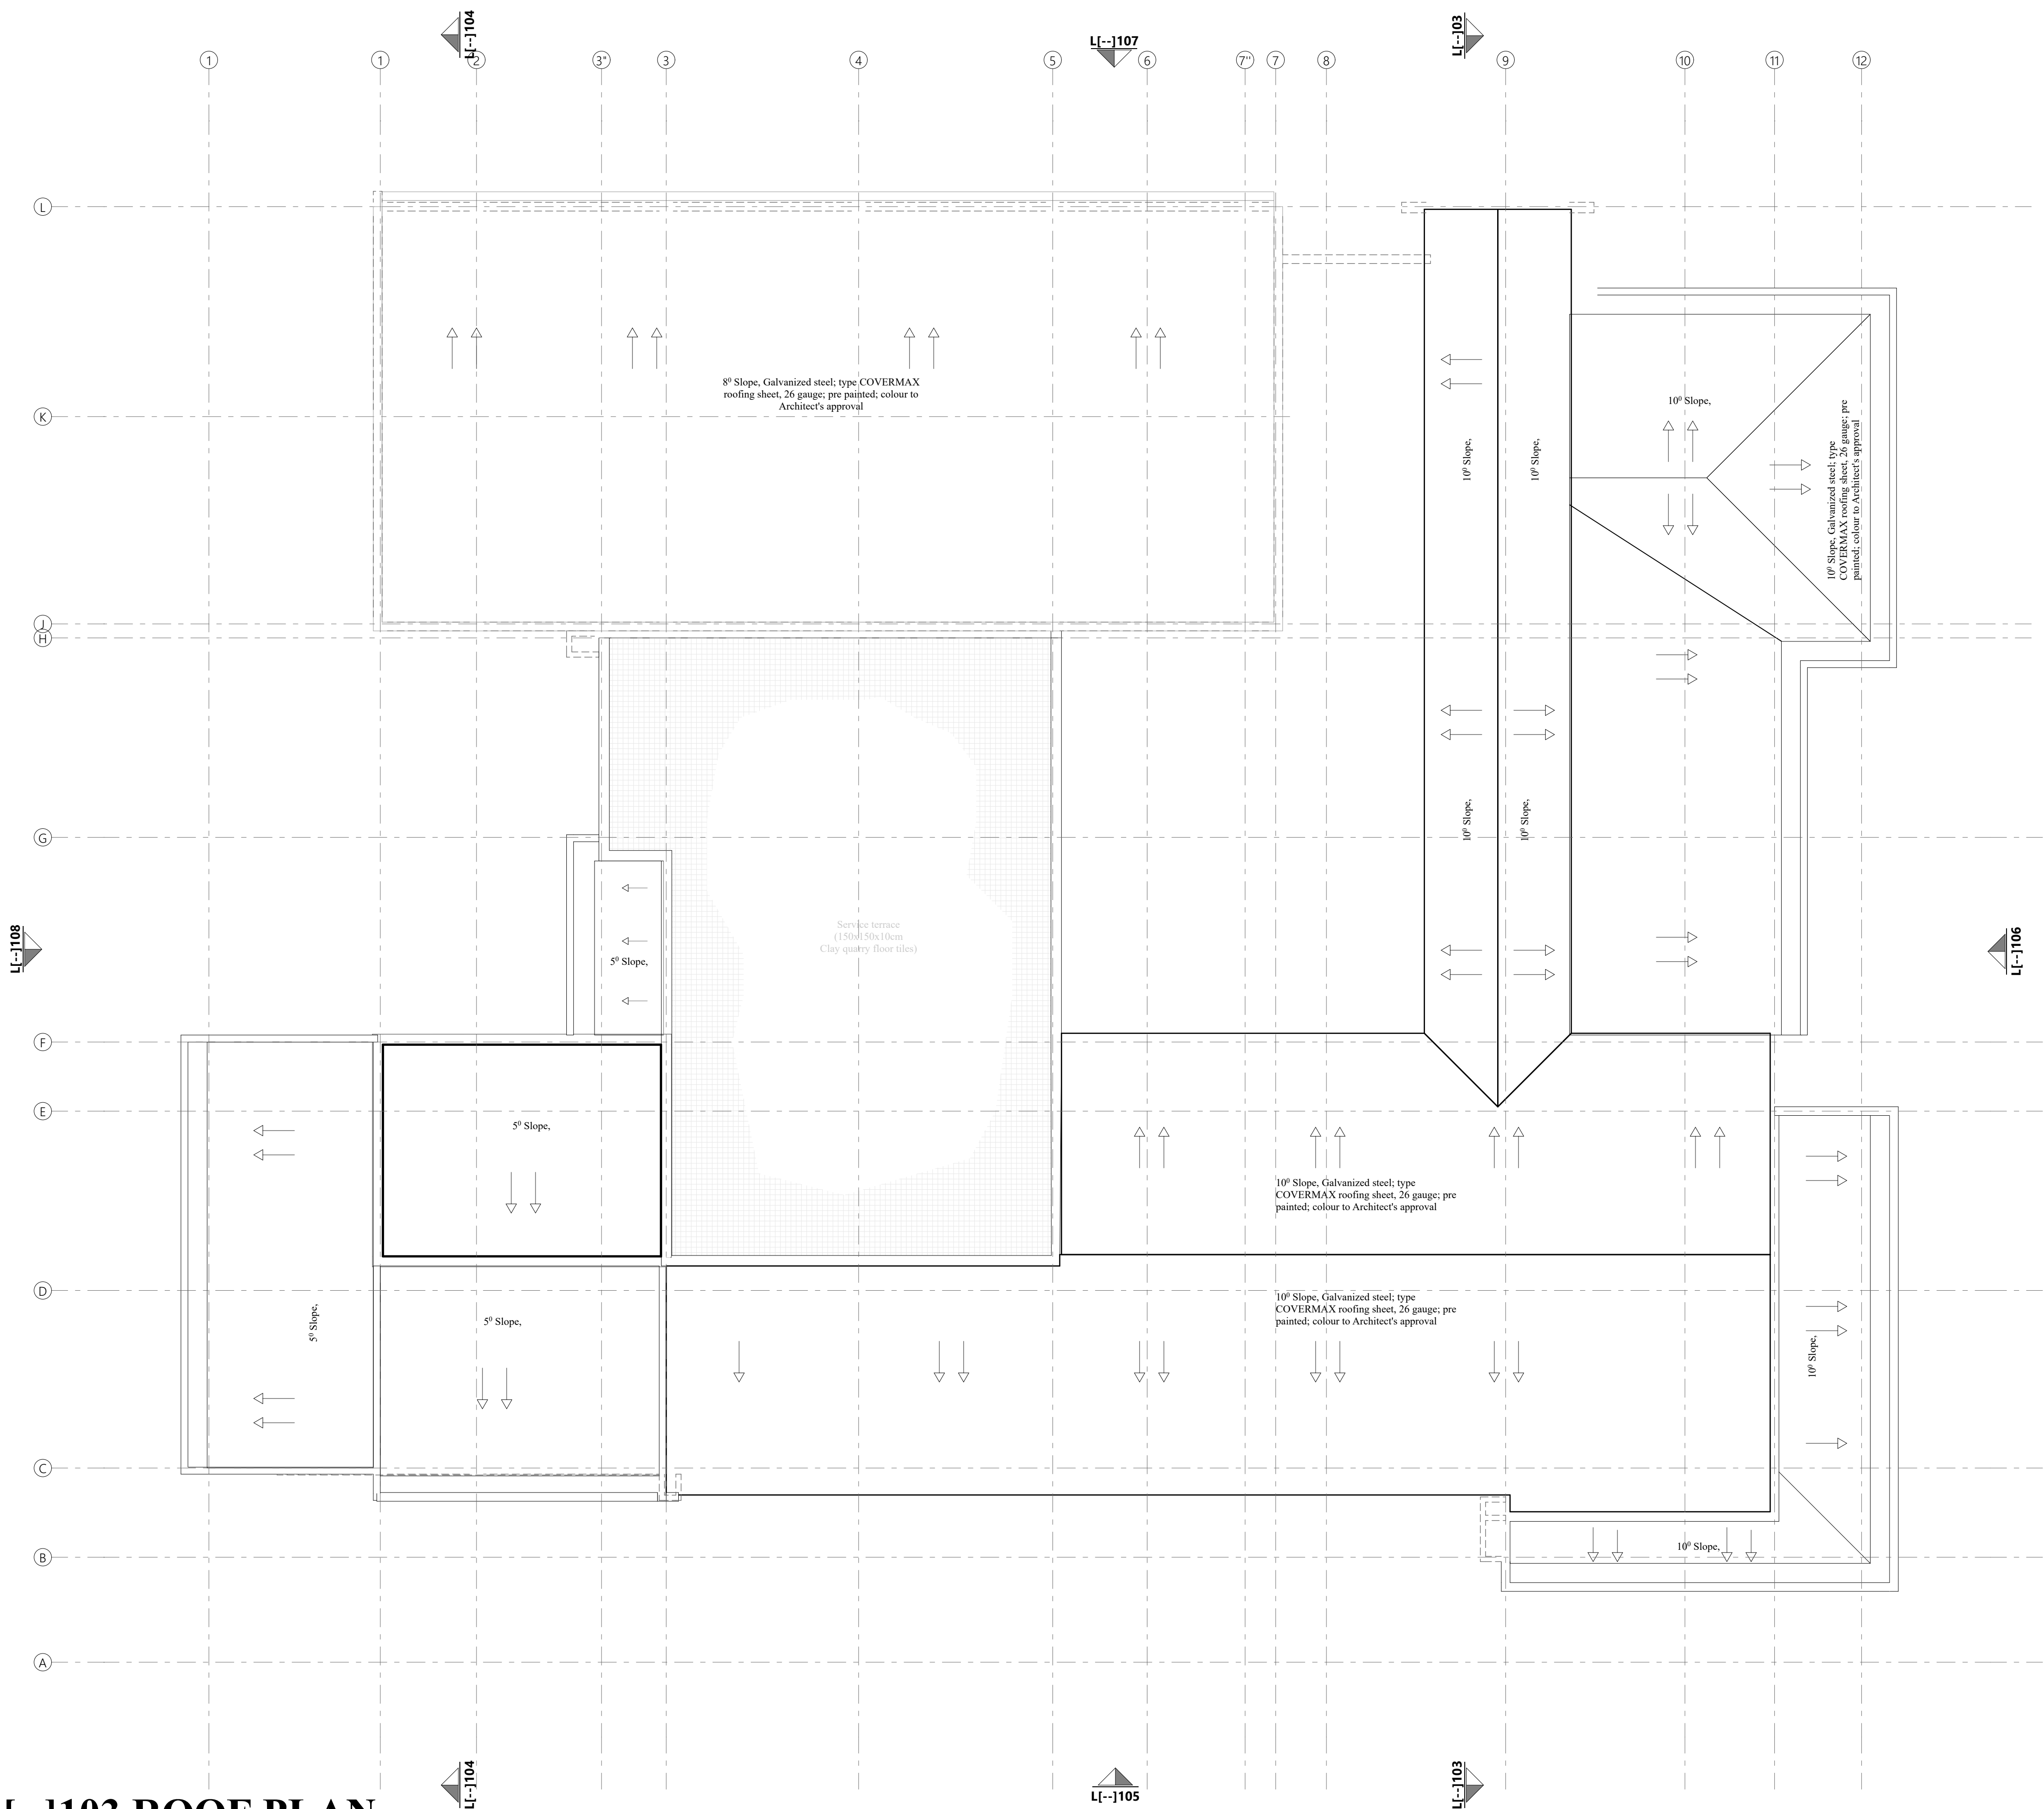 L[--]104
L[--]107
L[--]03
1
1
2
3"
3
4
5
6
7''
7
8
9
10
11
12
L
K
J
H
G
F
E
D
C
B
A
8⁰ Slope, Galvanized steel; type COVERMAX
roofing sheet, 26 gauge; pre painted; colour to
Architect's approval
10⁰ Slope,
10⁰ Slope,
10⁰ Slope,
10⁰ Slope, Galvanized steel; type
COVERMAX roofing sheet, 26 gauge; pre
painted; colour to Architect's approval
10⁰ Slope,
10⁰ Slope,
Service terrace
(150x150x10cm
Clay quarry floor tiles)
5⁰ Slope,
L[--]108
L[--]106
5⁰ Slope,
10⁰ Slope, Galvanized steel; type
COVERMAX roofing sheet, 26 gauge; pre
painted; colour to Architect's approval
10⁰ Slope, Galvanized steel; type
COVERMAX roofing sheet, 26 gauge; pre
painted; colour to Architect's approval
5⁰ Slope,
5⁰ Slope,
10⁰ Slope,
10⁰ Slope,
L[--]104
L[--]105
L[--]103
[--]103 ROOF PLAN